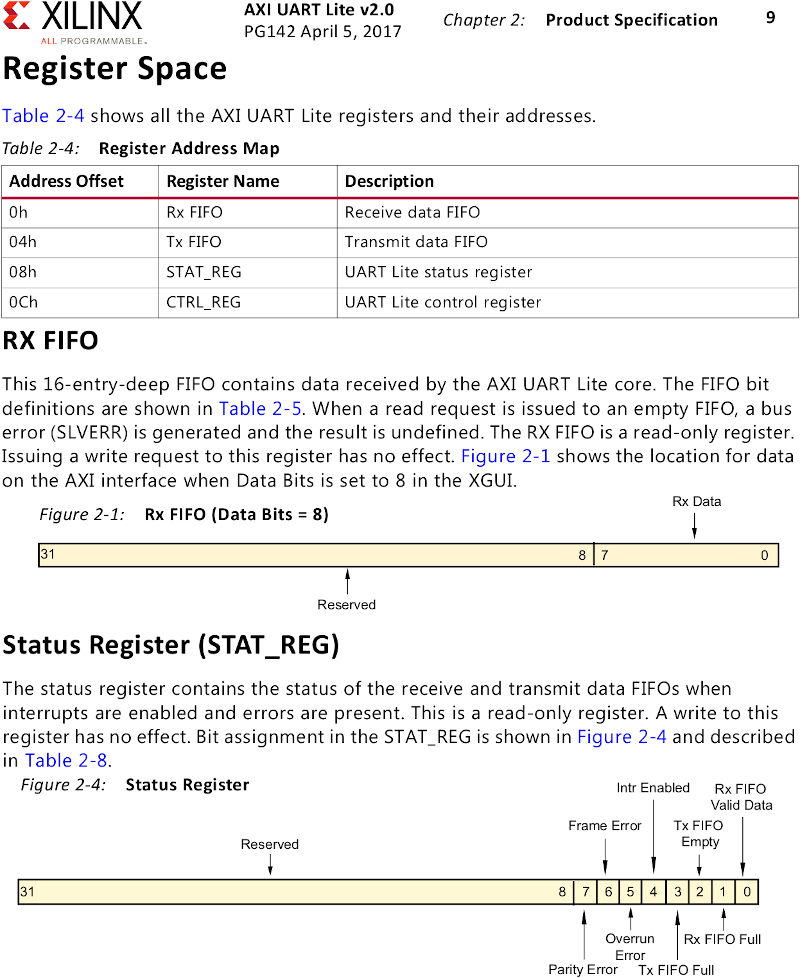 XILINX
ALL PROGRAMMABLE™
AXI UART Lite v2.0
PG142 April 5, 2017
Chapter 2: Product Specification 9
Register Space
Table 2-4 shows all the AXI UART Lite registers and their addresses.
Table 2-4: Register Address Map
Address Offset Register Name Description
0h Rx FIFO Receive data FIFO
04h Tx FIFO Transmit data FIFO
08h STAT_REG UART Lite status register
0Ch CTRL_REG UART Lite control register
RX FIFO
This 16-entry-deep FIFO contains data received by the AXI UART Lite core. The FIFO bit
definitions are shown in Table 2-5. When a read request is issued to an empty FIFO, a bus
error (SLVERR) is generated and the result is undefined. The RX FIFO is a read-only register.
Issuing a write request to this register has no effect. Figure 2-1 shows the location for data
on the AXI interface when Data Bits is set to 8 in the XGUI.
Figure 2-1: Rx FIFO (Data Bits = 8)
Rx Data
31 8 7 0
Reserved
Status Register (STAT_REG)
The status register contains the status of the receive and transmit data FIFOs when
interrupts are enabled and errors are present. This is a read-only register. A write to this
register has no effect. Bit assignment in the STAT_REG is shown in Figure 2-4 and described
in Table 2-8.
Figure 2-4: Status Register
Intr Enabled Rx FIFO
Valid Data
Frame Error Tx FIFO
Empty
Reserved
31 8 7 6 5 4 3 2 1 0
Overrun
Error
Rx FIFO Full
Parity Error Tx FIFO Full